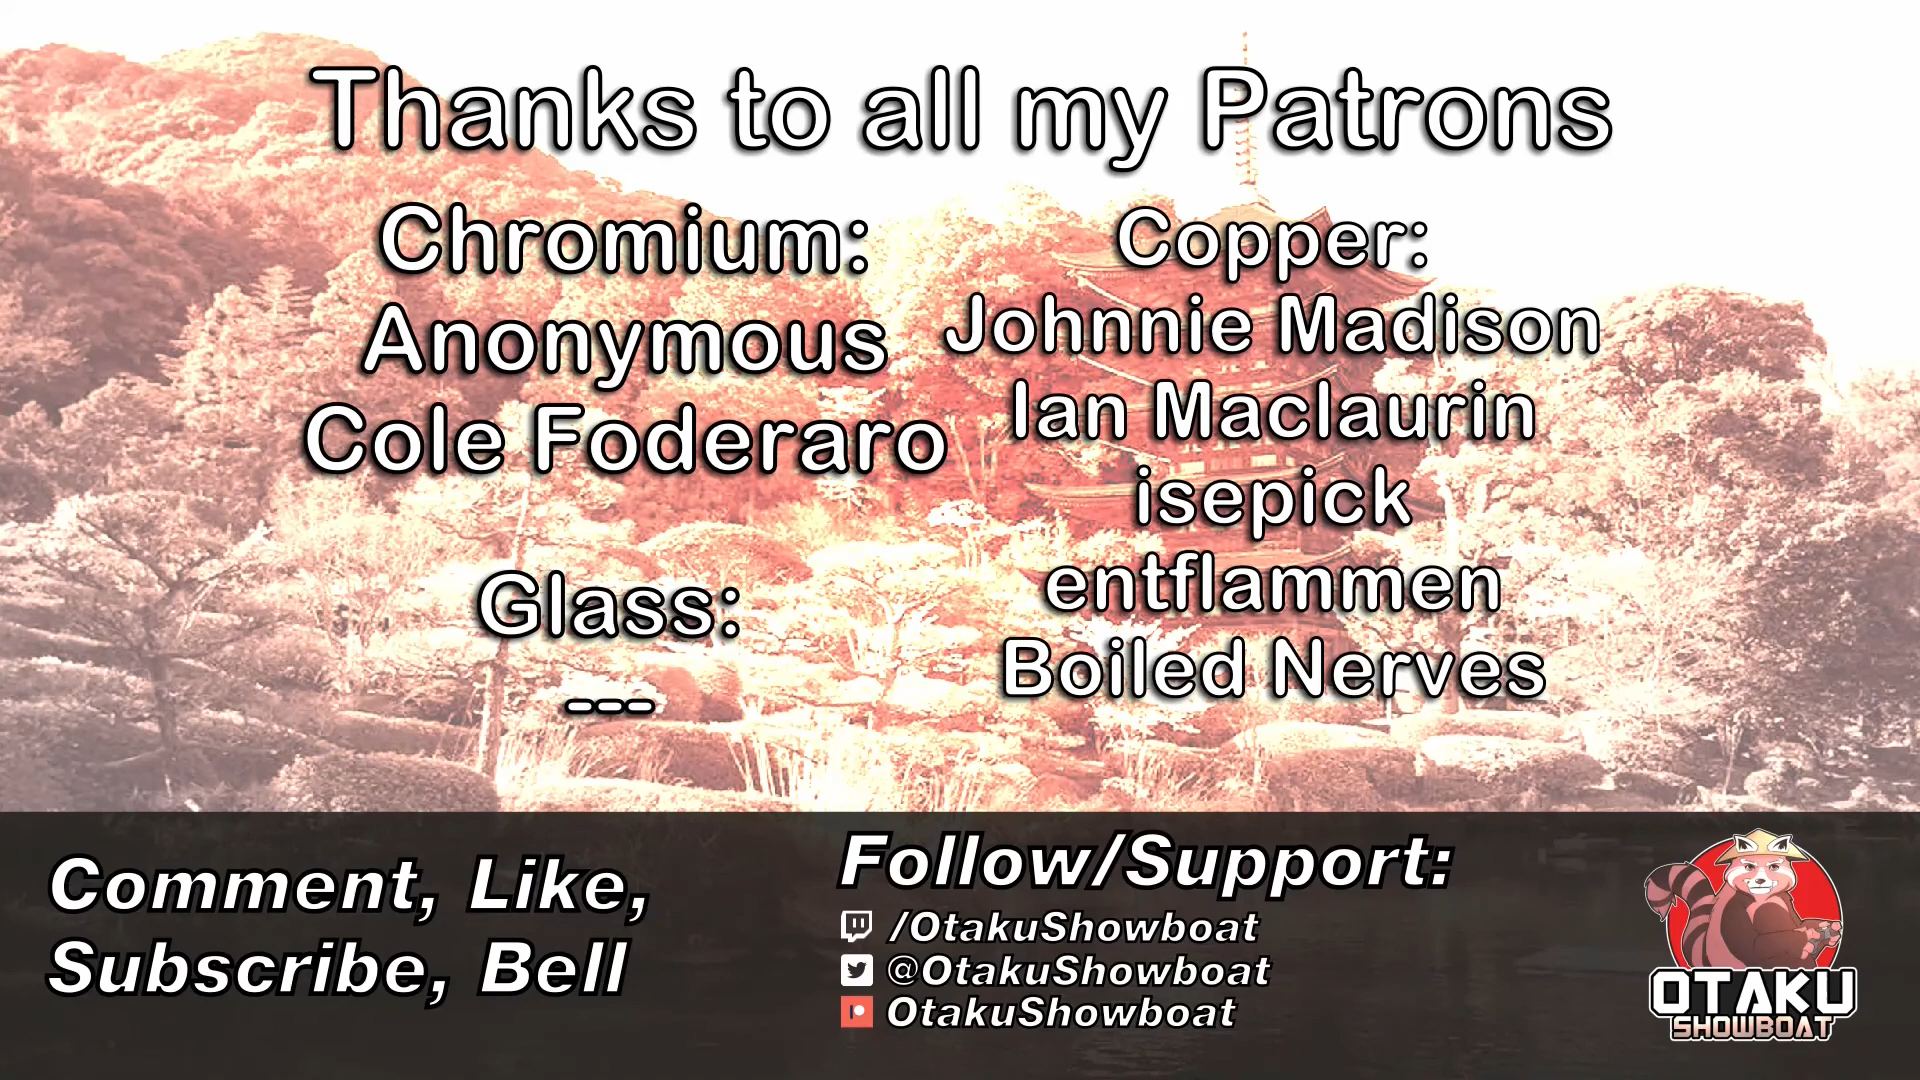 Thanks to all my Patrons
Chromium:
Anonymous
Cole Foderaro
Glass:
---
Copper:
Johnnie Madison
Ian Maclaurin
isepick
entflammen
Boiled Nerves
Comment, Like,
Subscribe, Bell
Follow/Support:
/OtakuShowboat
@OtakuShowboat
OtakuShowboat
OTAKU
SHOWBOAT